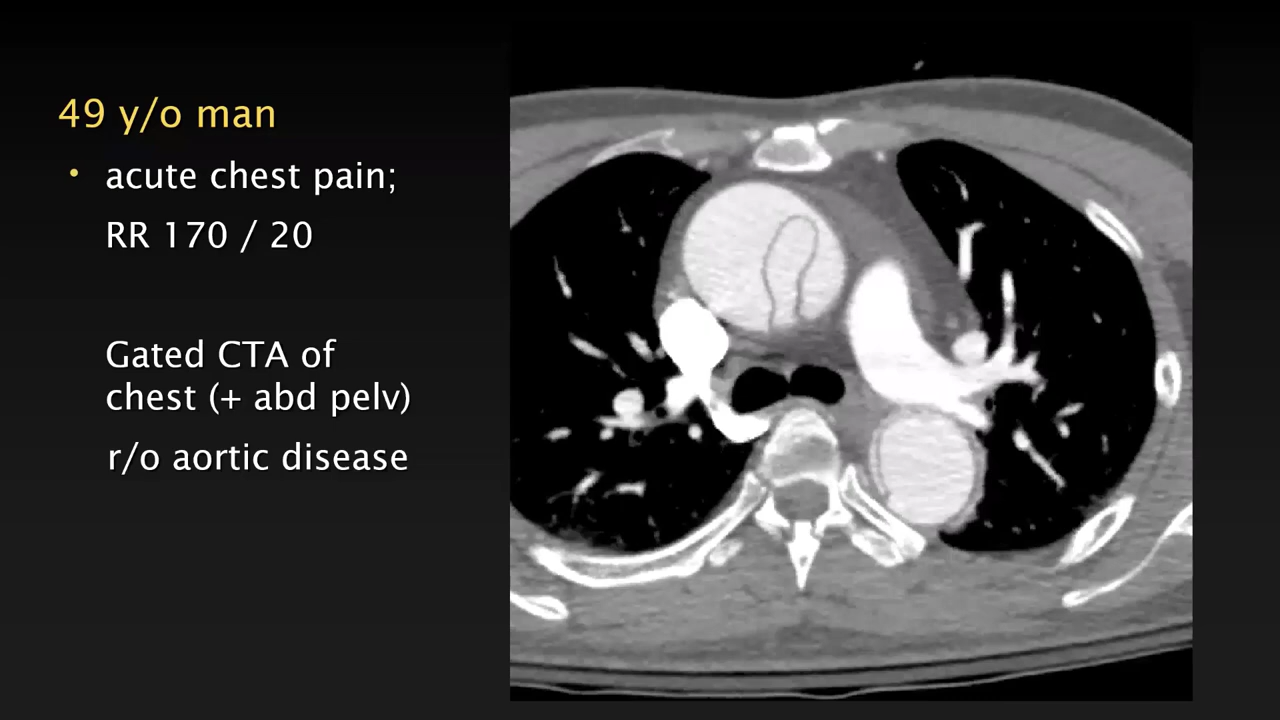 49 y/o man
• acute chest pain;
RR 170 / 20
Gated CTA of
chest (+ abd pelv)
r/o aortic disease